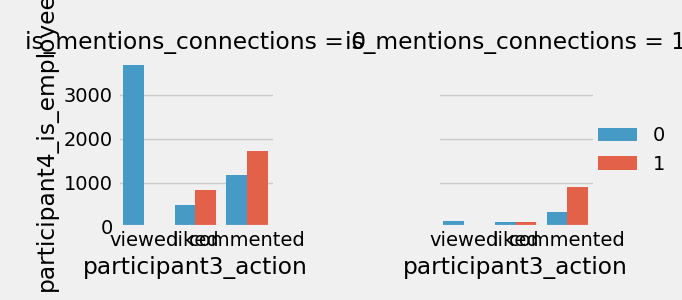 is_mentions_connections = 0
is_mentions_connections = 1
participant4_is_employee
3000
2000
1000
0
viewed
liked
commented
viewed
liked
commented
participant3_action
participant3_action
0
1